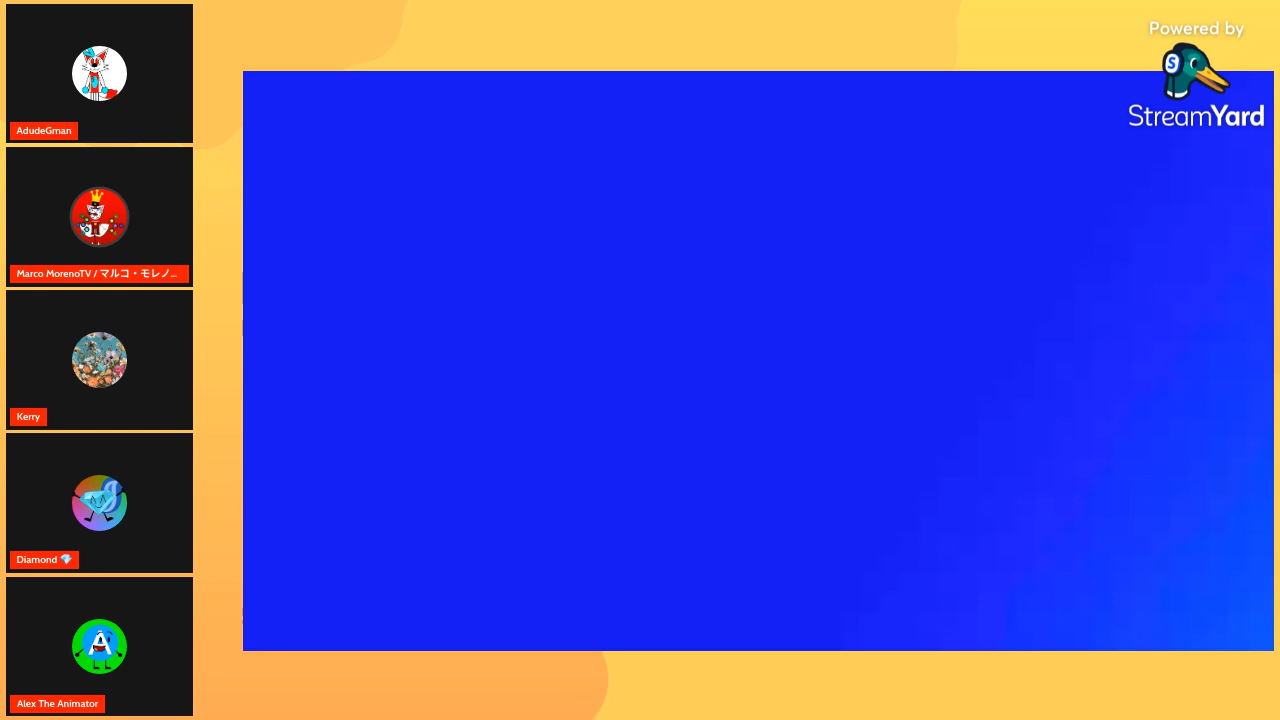 Powered by
S
StreamYard
AdudeGman
Marco MorenoTV / マルコ・モレノ...
Kerry
Diamond 💎
A
Alex The Animator